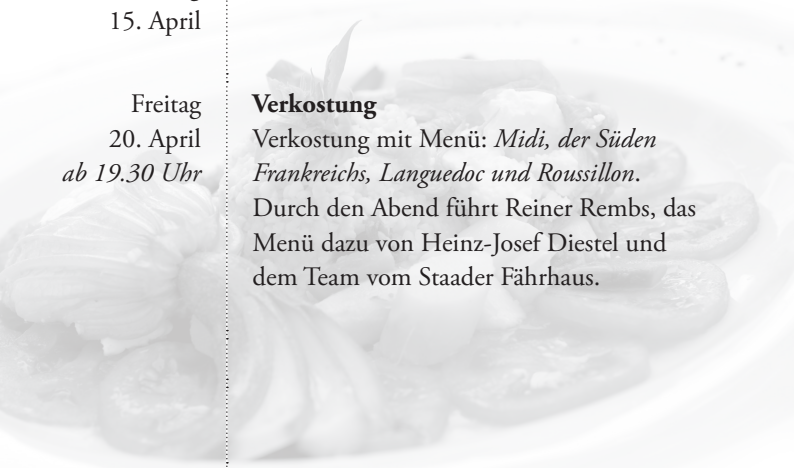 15. April
Freitag
20. April
ab 19.30 Uhr
Verkostung
Verkostung mit Menü: Midi, der Süden
Frankreichs, Languedoc und Roussillon.
Durch den Abend führt Reiner Rembs, das
Menü dazu von Heinz-Josef Diestel und
dem Team vom Staader Fährhaus.